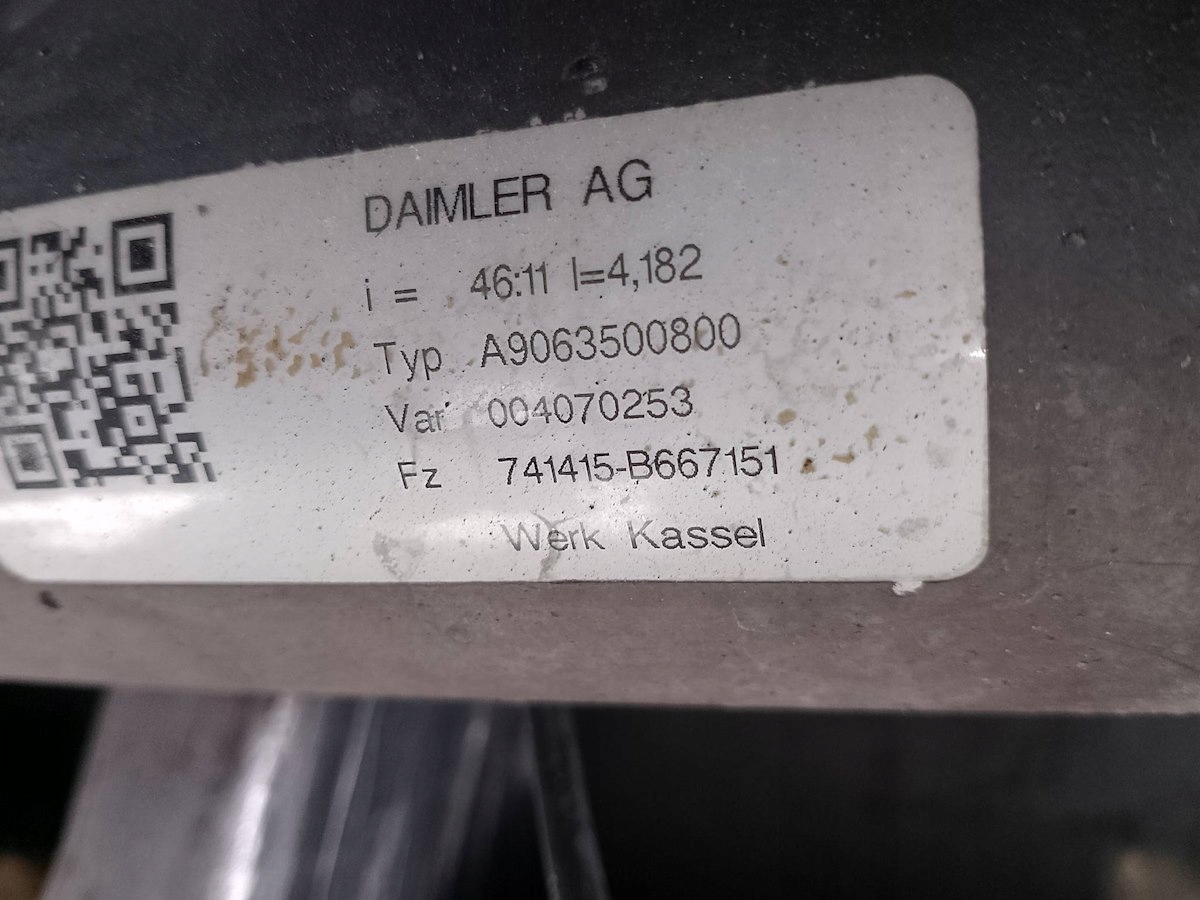 DAIMLER AG
i = 46:11 I=4,182
Typ A9063500800
Var 004070253
Fz 741415-B667151
Werk Kassel